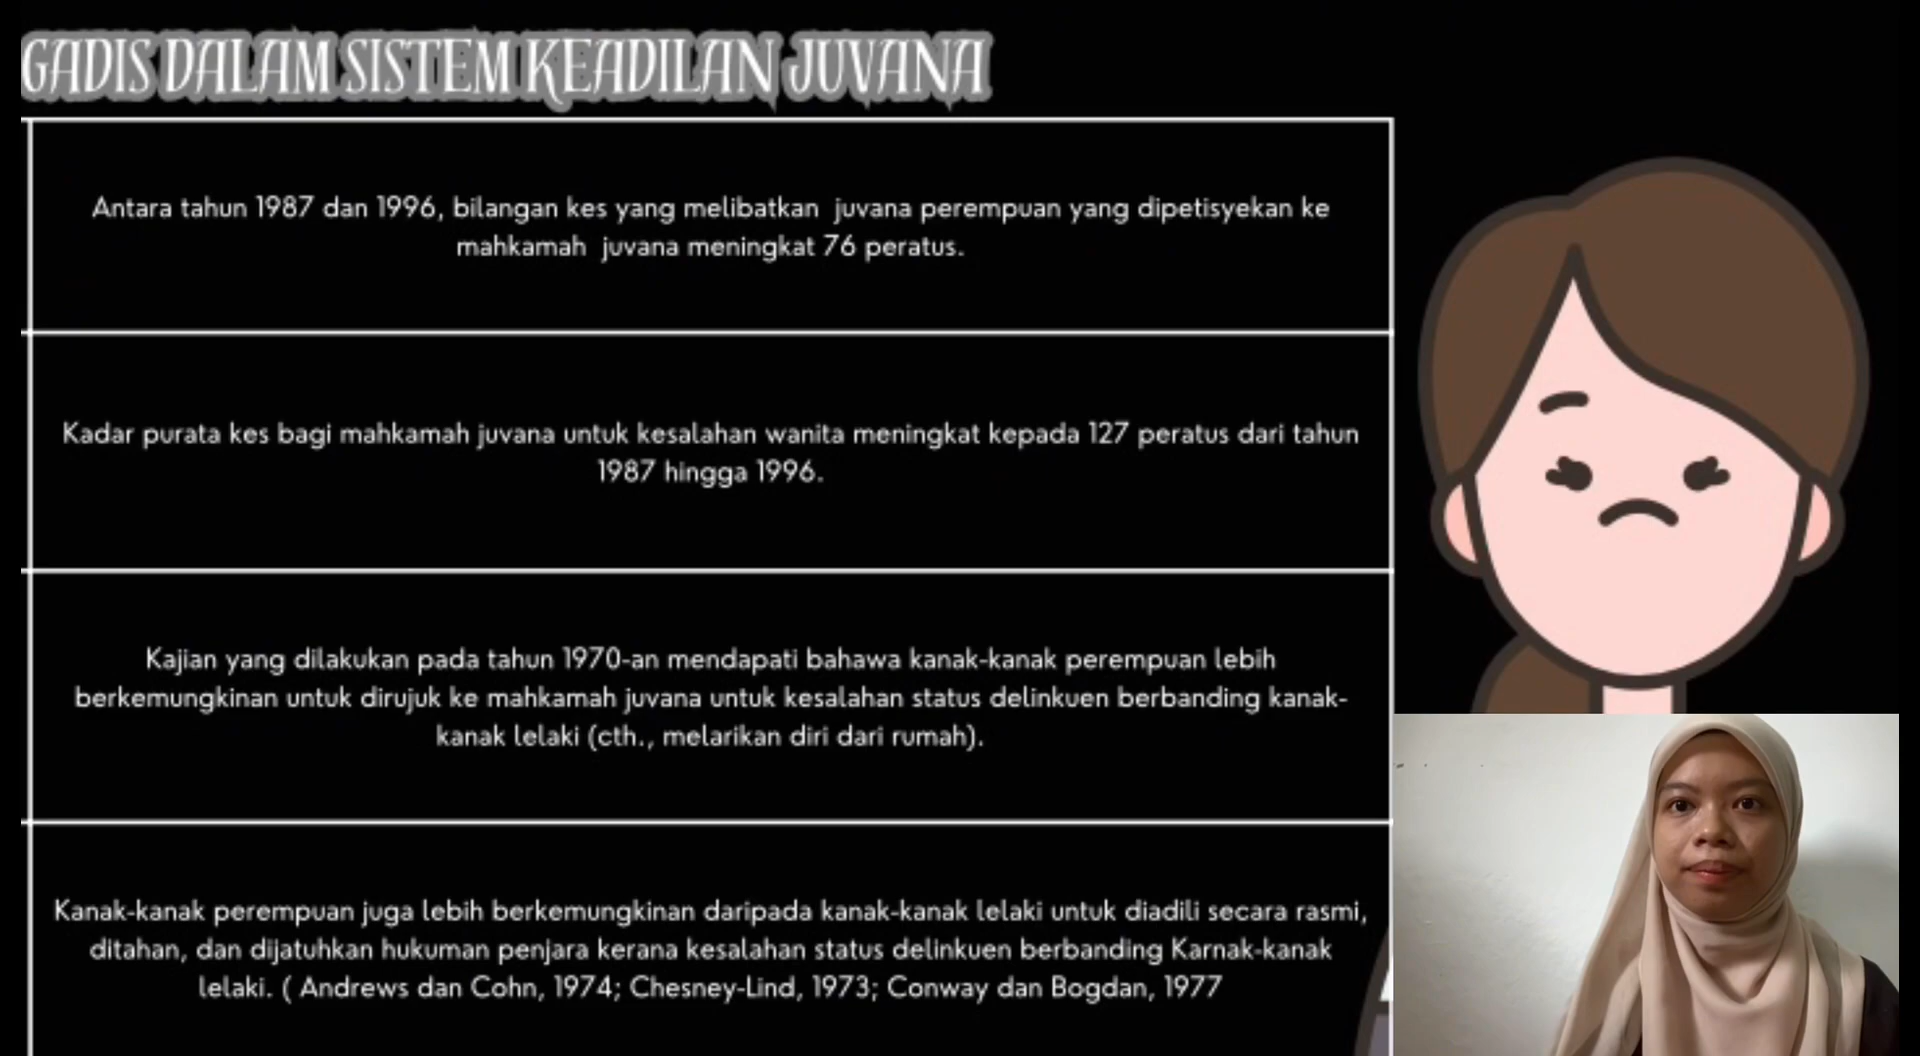 GADIS DALAM SISTEM KEADILAN JUVANA
Antara tahun 1987 dan 1996, bilangan kes yang melibatkan juvana perempuan yang dipetisyekan ke
mahkamah juvana meningkat 76 peratus.
Kadar purata kes bagi mahkamah juvana untuk kesalahan wanita meningkat kepada 127 peratus dari tahun
1987 hingga 1996.
Kajian yang dilakukan pada tahun 1970-an mendapati bahawa kanak-kanak perempuan lebih
berkemungkinan untuk dirujuk ke mahkamah juvana untuk kesalahan status delinkuen berbanding kanak-
kanak lelaki (cth., melarikan diri dari rumah).
Kanak-kanak perempuan juga lebih berkemungkinan daripada kanak-kanak lelaki untuk diadili secara rasmi,
ditahan, dan dijatuhkan hukuman penjara kerana kesalahan status delinkuen berbanding Karnak-kanak
lelaki. ( Andrews dan Cohn, 1974; Chesney-Lind, 1973; Conway dan Bogdan, 1977